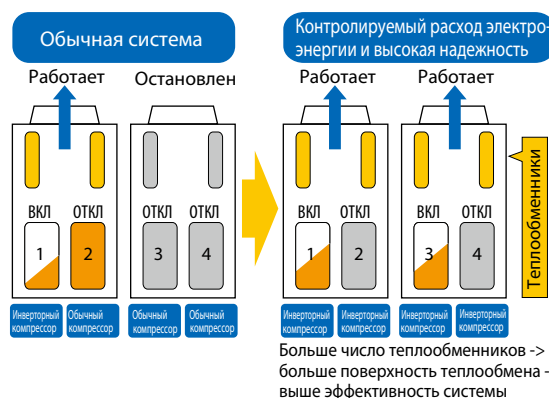 Обычная система
Контролируемый расход электро-
энергии и высокая надежность
Работает
Остановлен
Работает
Работает
ВКЛ
ОТКЛ
ОТКЛ
ОТКЛ
ВКЛ
ОТКЛ
ВКЛ
ОТКЛ
1
2
3
4
1
2
3
4
Теплообменники
Инверторный
компрессор
Обычный
компрессор
Обычный
компрессор
Обычный
компрессор
Инверторный
компрессор
Инверторный
компрессор
Инверторный
компрессор
Инверторный
компрессор
Больше число теплообменников ->
больше поверхность теплообмена -
выше эффективность системы